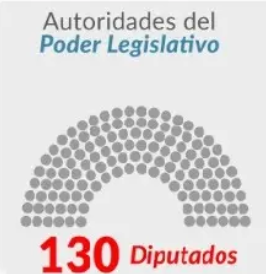 Autoridades del
Poder Legislativo
130 Diputados